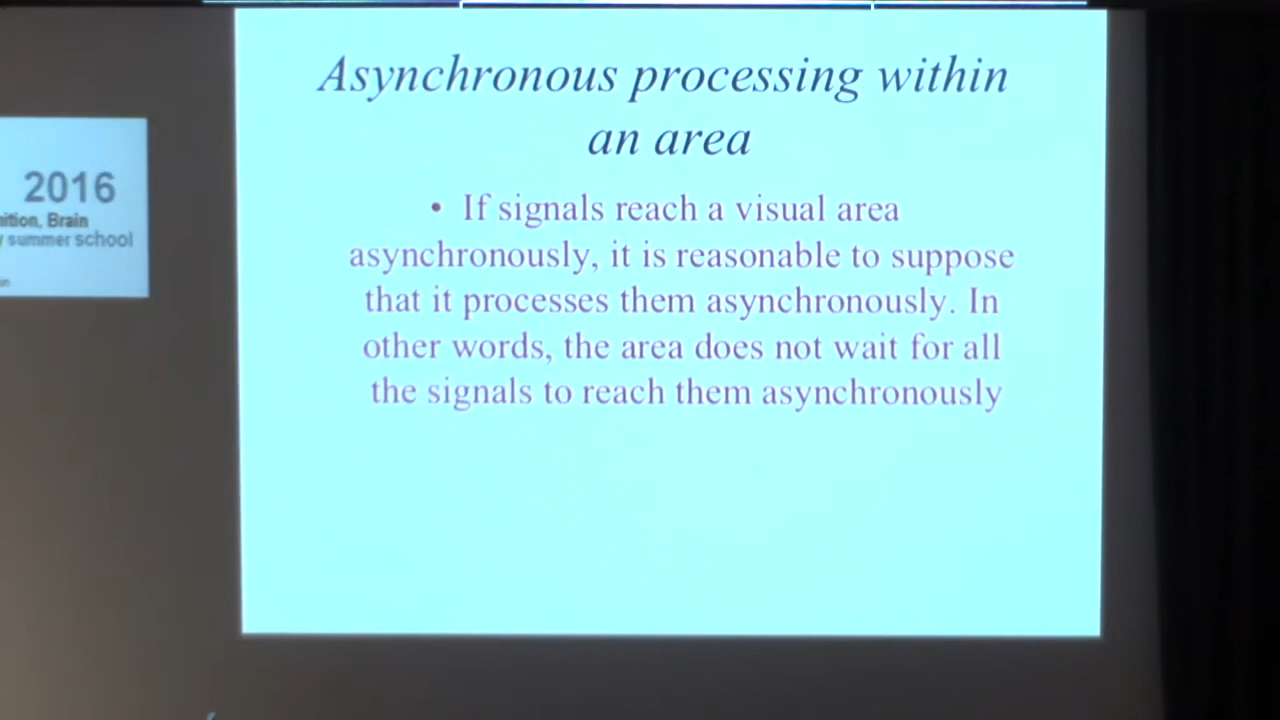 Asynchronous processing within
an area
• If signals reach a visual area
asynchronously, it is reasonable to suppose
that it processes them asynchronously. In
other words, the area does not wait for all
the signals to reach them asynchronously
2016
ition, Brain
summer school